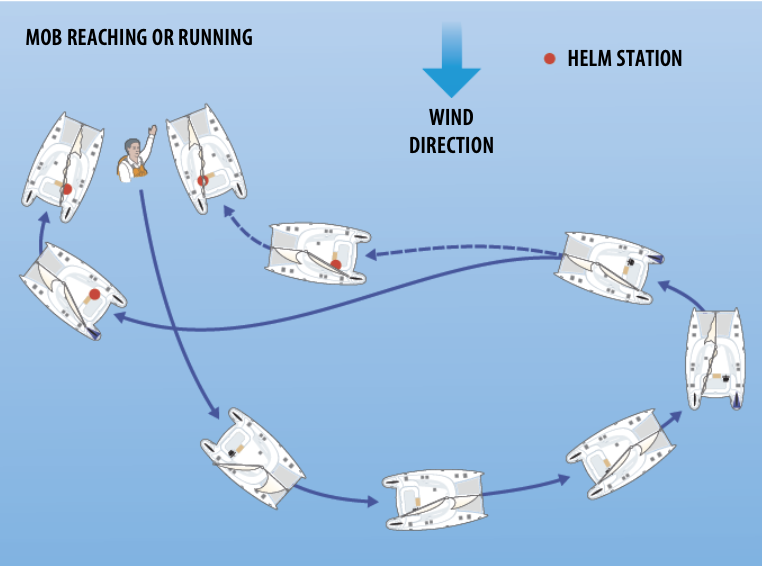 MOB REACHING OR RUNNING
HELM STATION
WIND
DIRECTION